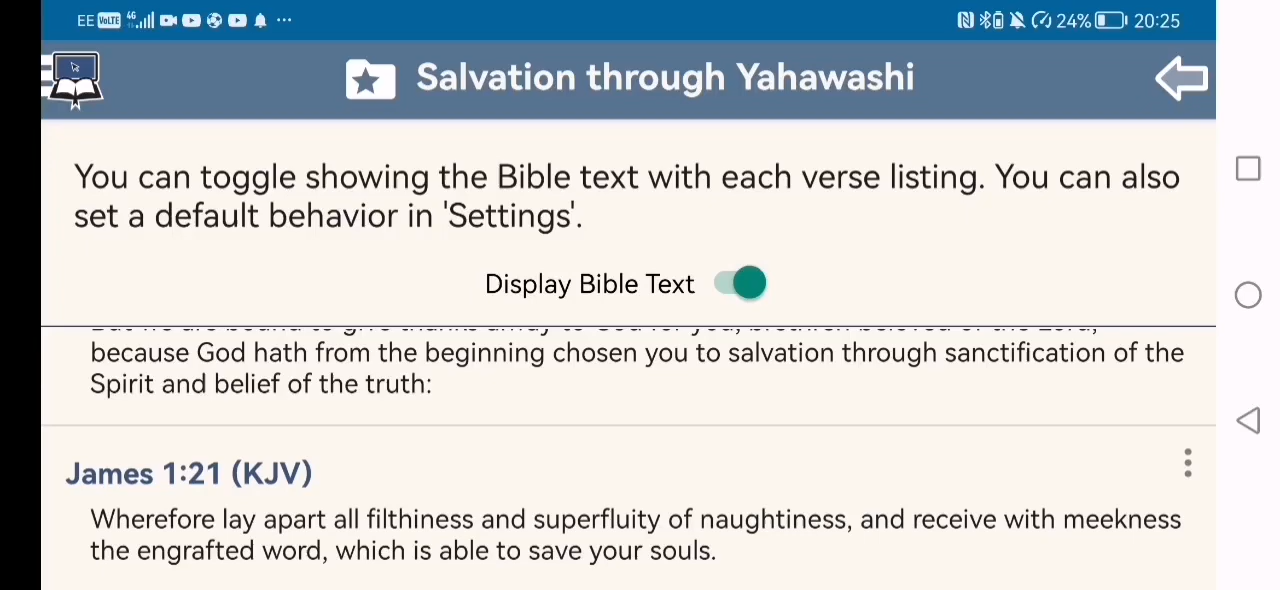 EE VoLTE 4G 24% 20:25
Salvation through Yahawashi
You can toggle showing the Bible text with each verse listing. You can also
set a default behavior in 'Settings'.
Display Bible Text
because God hath from the beginning chosen you to salvation through sanctification of the
Spirit and belief of the truth:
James 1:21 (KJV)
Wherefore lay apart all filthiness and superfluity of naughtiness, and receive with meekness
the engrafted word, which is able to save your souls.